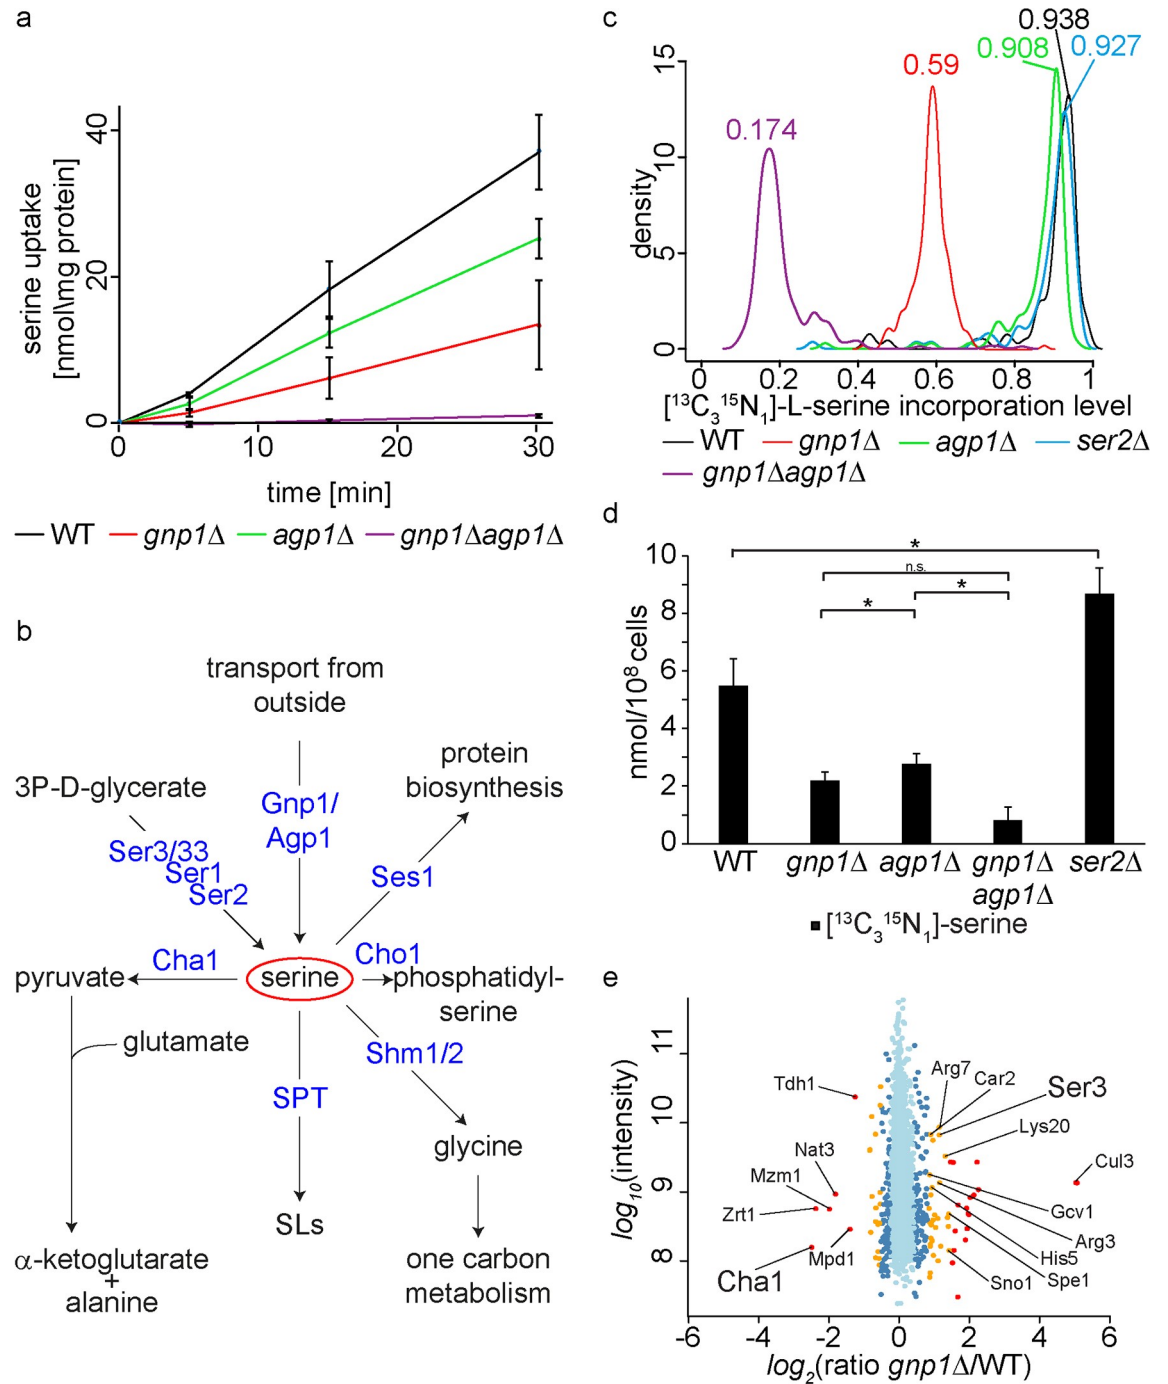 a
serine uptake
[nmol\mg protein]
40
20
0
0 10 20 30
time [min]
WT gnp1Δ agp1Δ gnp1Δagp1Δ
b
transport from
outside
protein
biosynthesis
3P-D-glycerate
Gnp1/
Agp1
Ser3/33
Ser1
Ser2
Ses1
Cha1
Cho1
pyruvate
serine
phosphatidyl-
serine
glutamate
Shm1/2
SPT
glycine
SLs
α-ketoglutarate
+
alanine
one carbon
metabolism
c
0.938
0.908
0.927
0.59
0.174
density
15
10
5
0
0 0.2 0.4 0.6 0.8 1
[¹³C₃¹⁵N₁]-L-serine incorporation level
WT gnp1Δ agp1Δ ser2Δ
gnp1Δagp1Δ
d
nmol/10⁸ cells
10
8
6
4
2
0
*
n.s.
*
*
WT gnp1Δ agp1Δ gnp1Δ ser2Δ
agp1Δ
[¹³C₃¹⁵N₁]-serine
e
log₁₀(intensity)
11
10
9
8
Tdh1
Arg7
Car2
Ser3
Lys20
Nat3
Cul3
Mzm1
Zrt1
Gcv1
Arg3
Mpd1
His5
Cha1
Sno1
Spe1
-6 -4 -2 0 2 4 6
log₂(ratio gnp1Δ/WT)